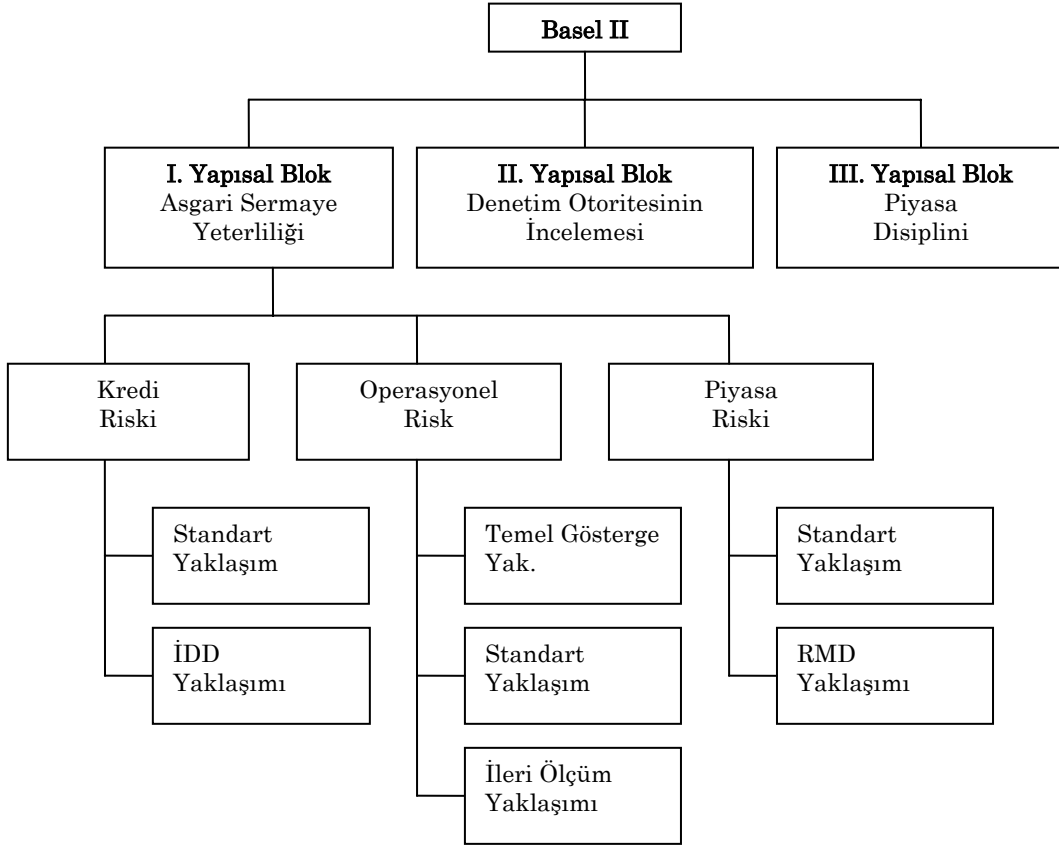 Basel II
I. Yapısal Blok
Asgari Sermaye
Yeterliliği
II. Yapısal Blok
Denetim Otoritesinin
İncelemesi
III. Yapısal Blok
Piyasa
Disiplini
Kredi
Riski
Operasyonel
Risk
Piyasa
Riski
Standart
Yaklaşım
İDD
Yaklaşımı
Temel Gösterge
Yak.
Standart
Yaklaşım
İleri Ölçüm
Yaklaşımı
Standart
Yaklaşım
RMD
Yaklaşımı